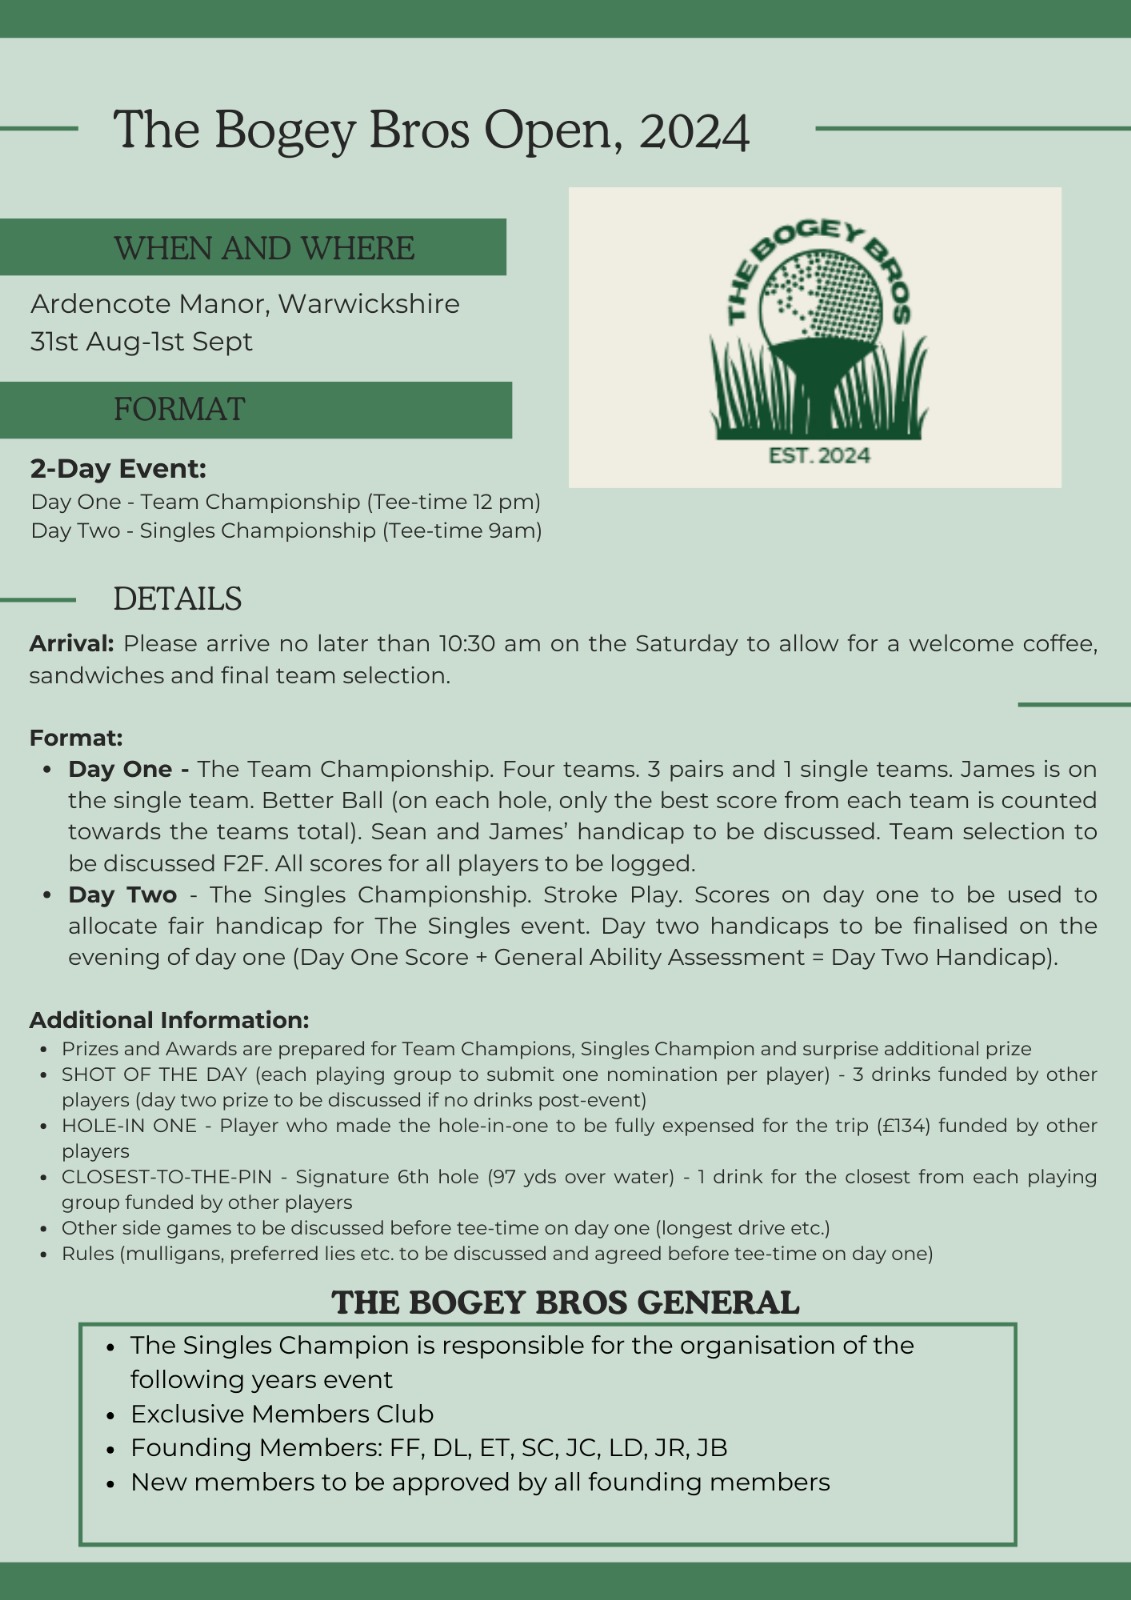 The Bogey Bros Open, 2024
WHEN AND WHERE
Ardencote Manor, Warwickshire
31st Aug-1st Sept
THE BOGEY BROS
EST. 2024
FORMAT
2-Day Event:
Day One - Team Championship (Tee-time 12 pm)
Day Two - Singles Championship (Tee-time 9am)
DETAILS
Arrival: Please arrive no later than 10:30 am on the Saturday to allow for a welcome coffee,
sandwiches and final team selection.
Format:
• Day One - The Team Championship. Four teams. 3 pairs and 1 single teams. James is on
the single team. Better Ball (on each hole, only the best score from each team is counted
towards the teams total). Sean and James’ handicap to be discussed. Team selection to
be discussed F2F. All scores for all players to be logged.
• Day Two - The Singles Championship. Stroke Play. Scores on day one to be used to
allocate fair handicap for The Singles event. Day two handicaps to be finalised on the
evening of day one (Day One Score + General Ability Assessment = Day Two Handicap).
Additional Information:
• Prizes and Awards are prepared for Team Champions, Singles Champion and surprise additional prize
• SHOT OF THE DAY (each playing group to submit one nomination per player) - 3 drinks funded by other
players (day two prize to be discussed if no drinks post-event)
• HOLE-IN ONE - Player who made the hole-in-one to be fully expensed for the trip (£134) funded by other
players
• CLOSEST-TO-THE-PIN - Signature 6th hole (97 yds over water) - 1 drink for the closest from each playing
group funded by other players
• Other side games to be discussed before tee-time on day one (longest drive etc.)
• Rules (mulligans, preferred lies etc. to be discussed and agreed before tee-time on day one)
THE BOGEY BROS GENERAL
• The Singles Champion is responsible for the organisation of the
following years event
• Exclusive Members Club
• Founding Members: FF, DL, ET, SC, JC, LD, JR, JB
• New members to be approved by all founding members